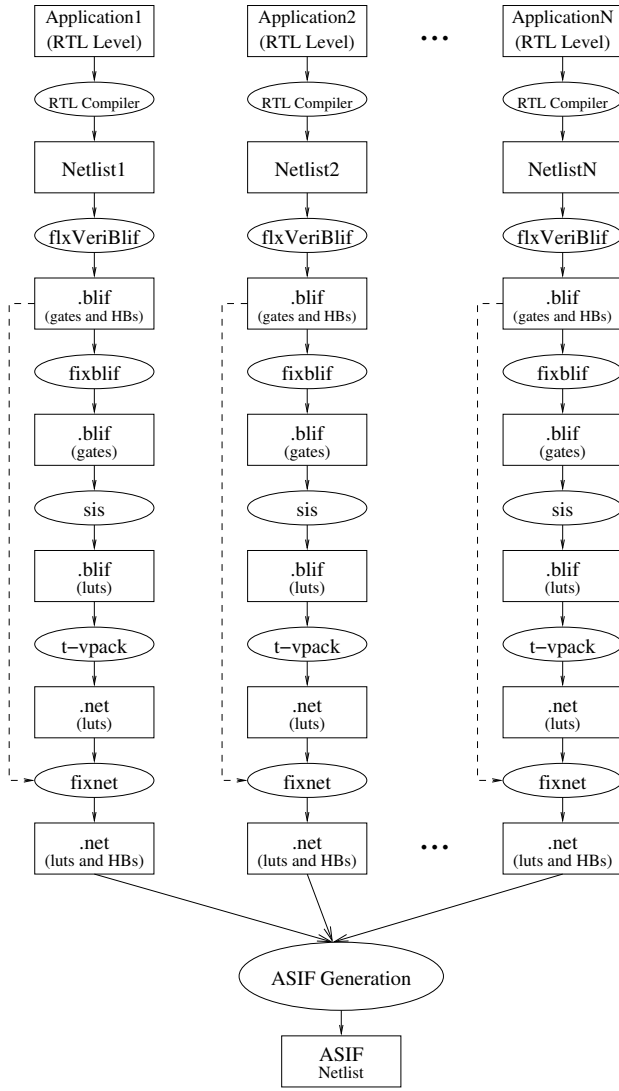 Application1
(RTL Level)
Application2
(RTL Level)
...
ApplicationN
(RTL Level)
RTL Compiler
RTL Compiler
RTL Compiler
Netlist1
Netlist2
NetlistN
flxVeriBlif
flxVeriBlif
flxVeriBlif
.blif
(gates and HBs)
.blif
(gates and HBs)
.blif
(gates and HBs)
fixblif
fixblif
fixblif
.blif
(gates)
.blif
(gates)
.blif
(gates)
sis
sis
sis
.blif
(luts)
.blif
(luts)
.blif
(luts)
t−vpack
t−vpack
t−vpack
.net
(luts)
.net
(luts)
.net
(luts)
fixnet
fixnet
fixnet
.net
(luts and HBs)
.net
(luts and HBs)
...
.net
(luts and HBs)
ASIF Generation
ASIF
Netlist